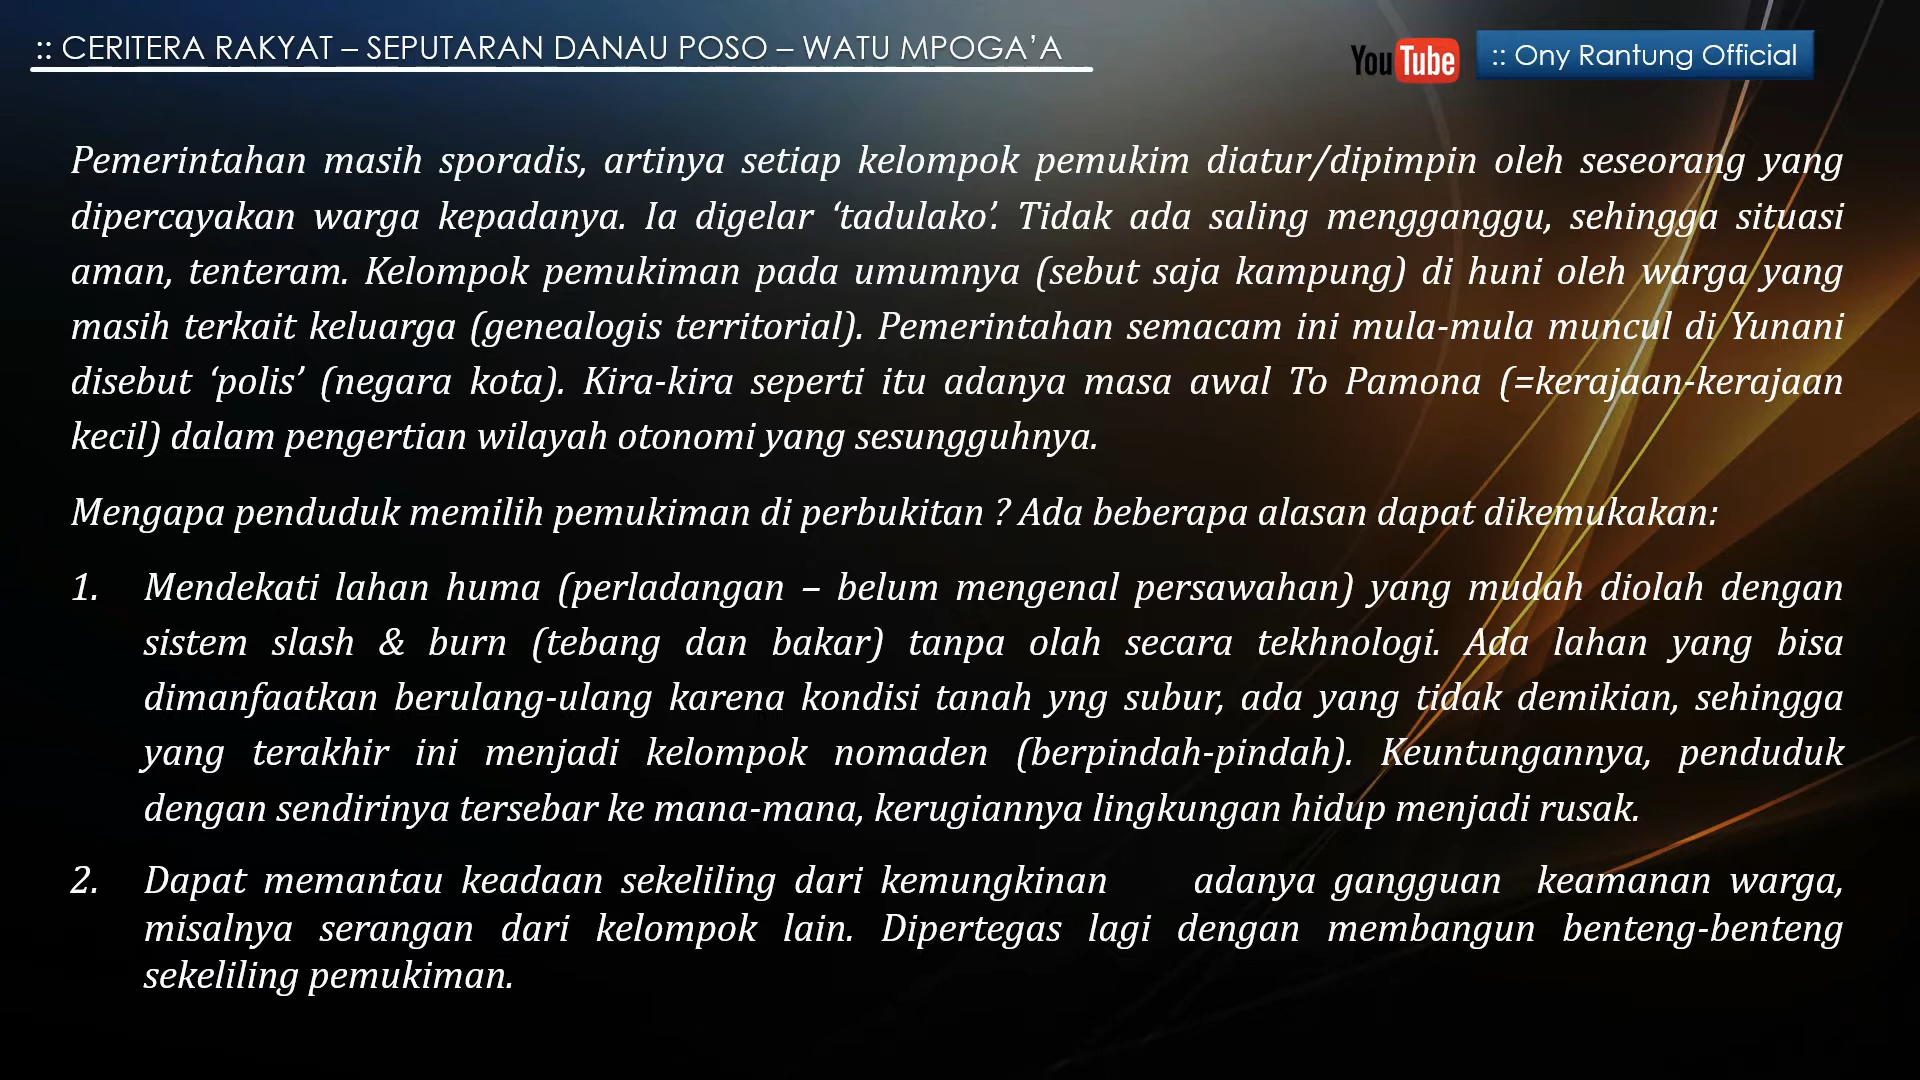 :: CERITERA RAKYAT – SEPUTARAN DANAU POSO – WATU MPOGA’A
YouTube
:: Ony Rantung Official
Pemerintahan masih sporadis, artinya setiap kelompok pemukim diatur/dipimpin oleh seseorang yang
dipercayakan warga kepadanya. Ia digelar ‘tadulako’. Tidak ada saling mengganggu, sehingga situasi
aman, tenteram. Kelompok pemukiman pada umumnya (sebut saja kampung) di huni oleh warga yang
masih terkait keluarga (genealogis territorial). Pemerintahan semacam ini mula-mula muncul di Yunani
disebut ‘polis’ (negara kota). Kira-kira seperti itu adanya masa awal To Pamona (=kerajaan-kerajaan
kecil) dalam pengertian wilayah otonomi yang sesungguhnya.
Mengapa penduduk memilih pemukiman di perbukitan ? Ada beberapa alasan dapat dikemukakan:
1. Mendekati lahan huma (perladangan – belum mengenal persawahan) yang mudah diolah dengan
sistem slash & burn (tebang dan bakar) tanpa olah secara tekhnologi. Ada lahan yang bisa
dimanfaatkan berulang-ulang karena kondisi tanah yng subur, ada yang tidak demikian, sehingga
yang terakhir ini menjadi kelompok nomaden (berpindah-pindah). Keuntungannya, penduduk
dengan sendirinya tersebar ke mana-mana, kerugiannya lingkungan hidup menjadi rusak.
2. Dapat memantau keadaan sekeliling dari kemungkinan adanya gangguan keamanan warga,
misalnya serangan dari kelompok lain. Dipertegas lagi dengan membangun benteng-benteng
sekeliling pemukiman.